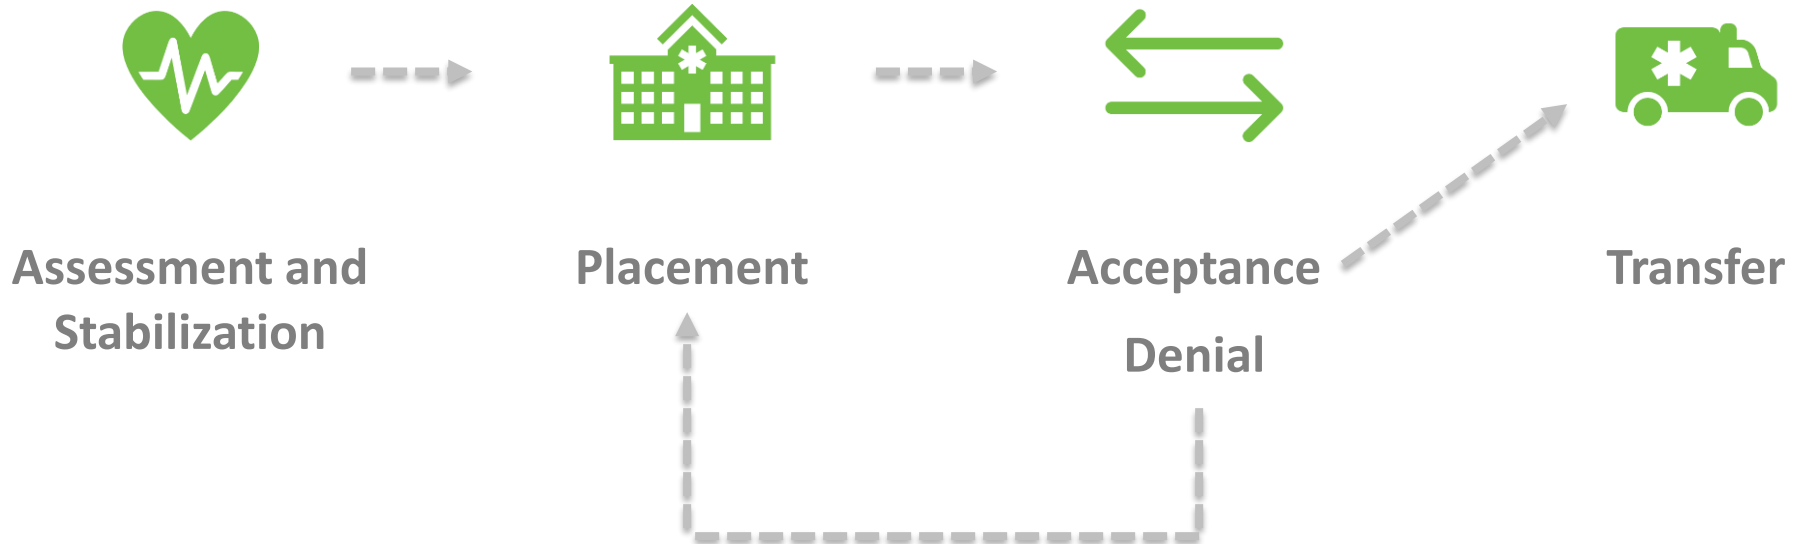 Assessment and
Stabilization
Placement
Acceptance
Denial
Transfer